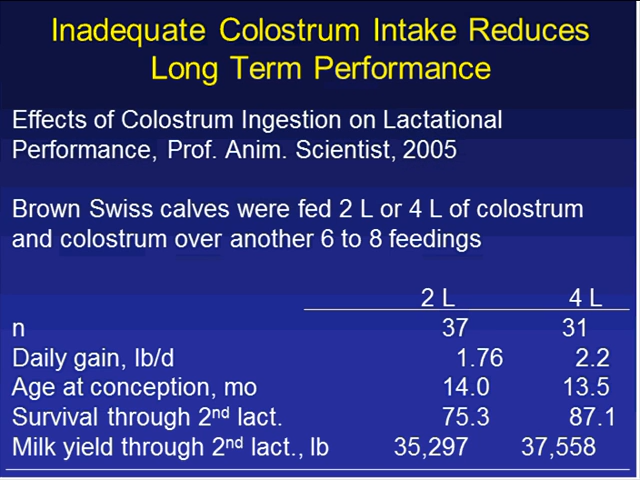 Inadequate Colostrum Intake Reduces
Long Term Performance
Effects of Colostrum Ingestion on Lactational
Performance, Prof. Anim. Scientist, 2005
Brown Swiss calves were fed 2 L or 4 L of colostrum
and colostrum over another 6 to 8 feedings
2 L 4 L
n 37 31
Daily gain, lb/d 1.76 2.2
Age at conception, mo 14.0 13.5
Survival through 2nd lact. 75.3 87.1
Milk yield through 2nd lact., lb 35,297 37,558